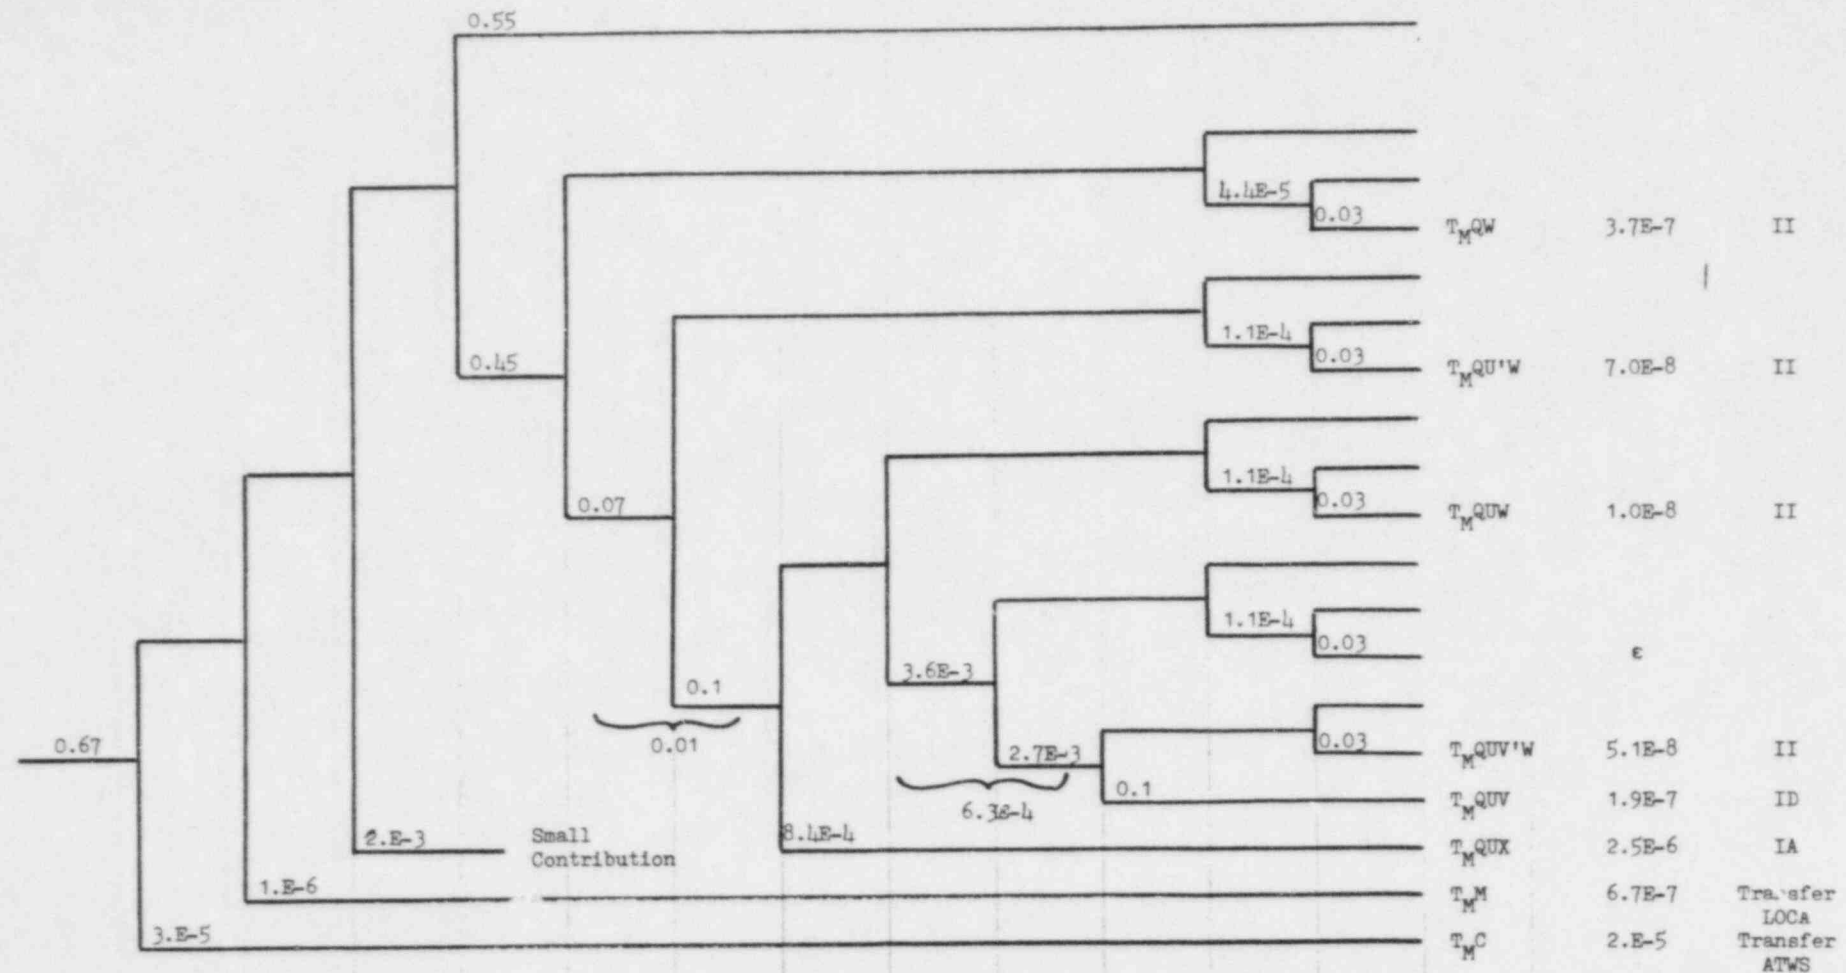 0.55
4.4E-5
0.03
T_MQW 3.7E-7 II
1.1E-4
0.03
T_MQU'W 7.0E-8 II
0.45
1.1E-4
0.03
T_MQUW 1.0E-8 II
0.07
1.1E-4
0.03
ε
3.6E-3
0.1
0.01
0.67
2.7E-3
0.03
T_MQUV'W 5.1E-8 II
6.3E-4
0.1
T_MQUV 1.9E-7 ID
2.E-3
Small
Contribution
8.4E-4
T_MQUX 2.5E-6 IA
1.E-6
T_MM 6.7E-7 Transfer
LOCA
3.E-5
T_MC 2.E-5 Transfer
ATWS